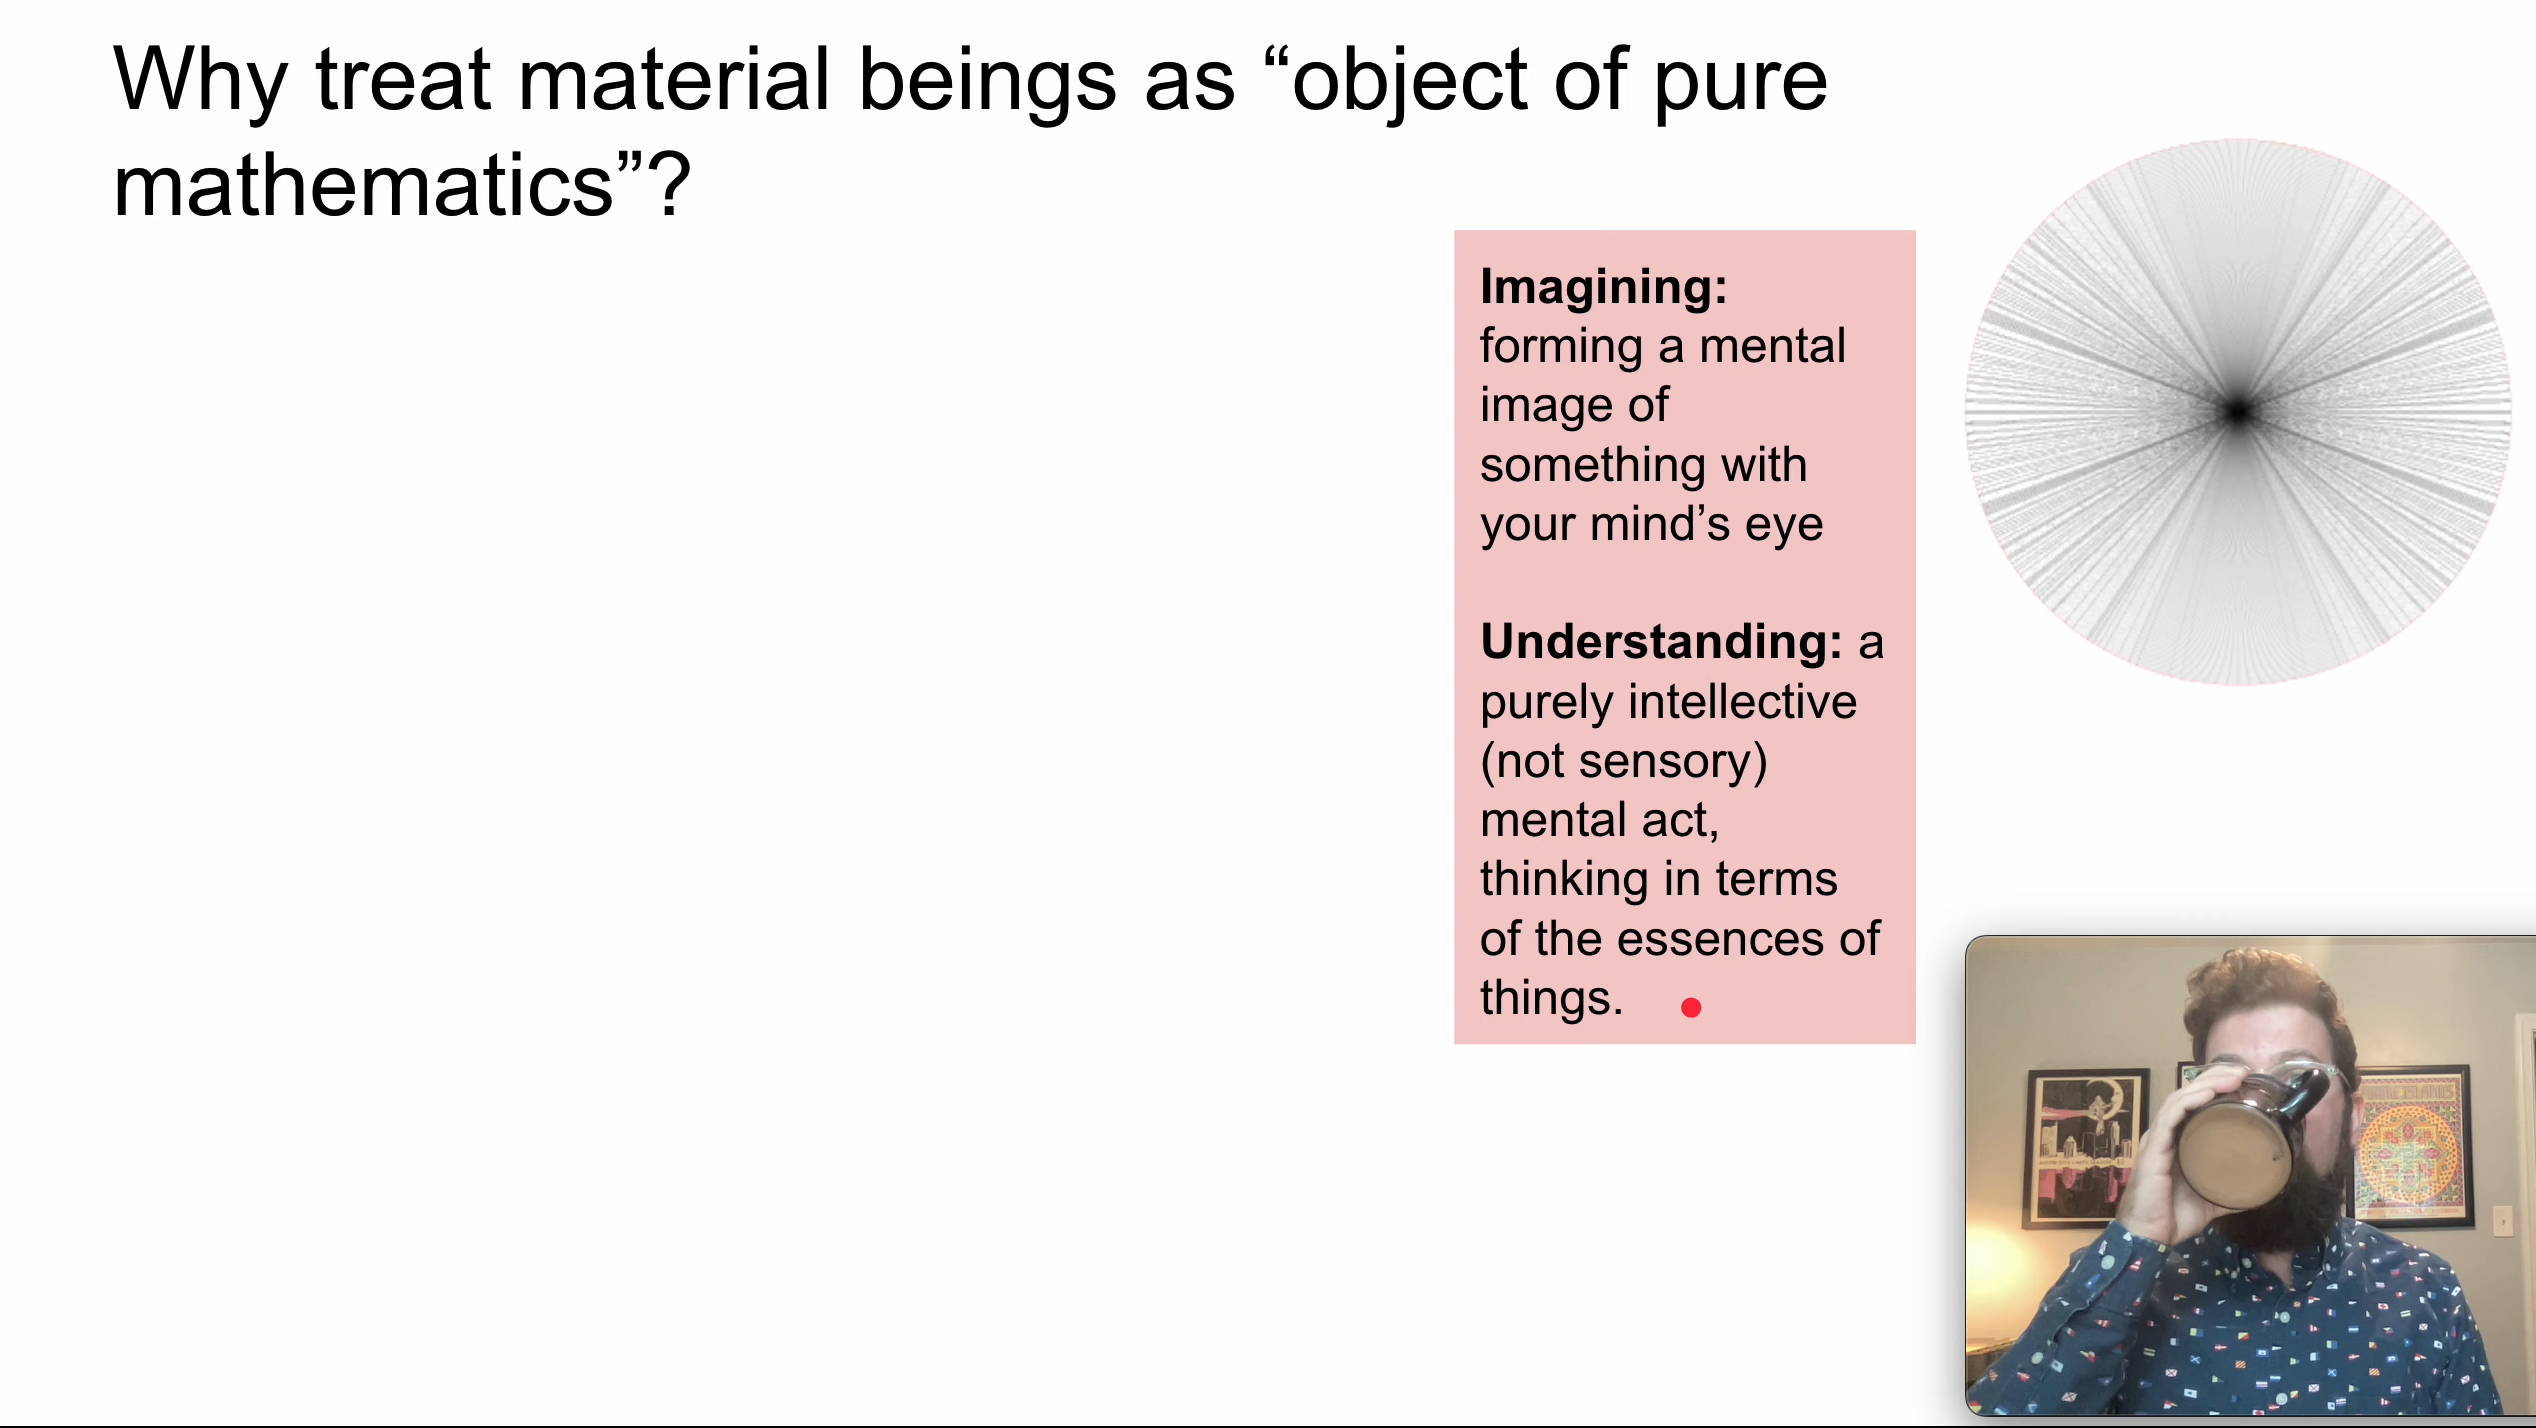 Why treat material beings as “object of pure
mathematics”?
Imagining:
forming a mental
image of
something with
your mind’s eye
Understanding: a
purely intellective
(not sensory)
mental act,
thinking in terms
of the essences of
things.